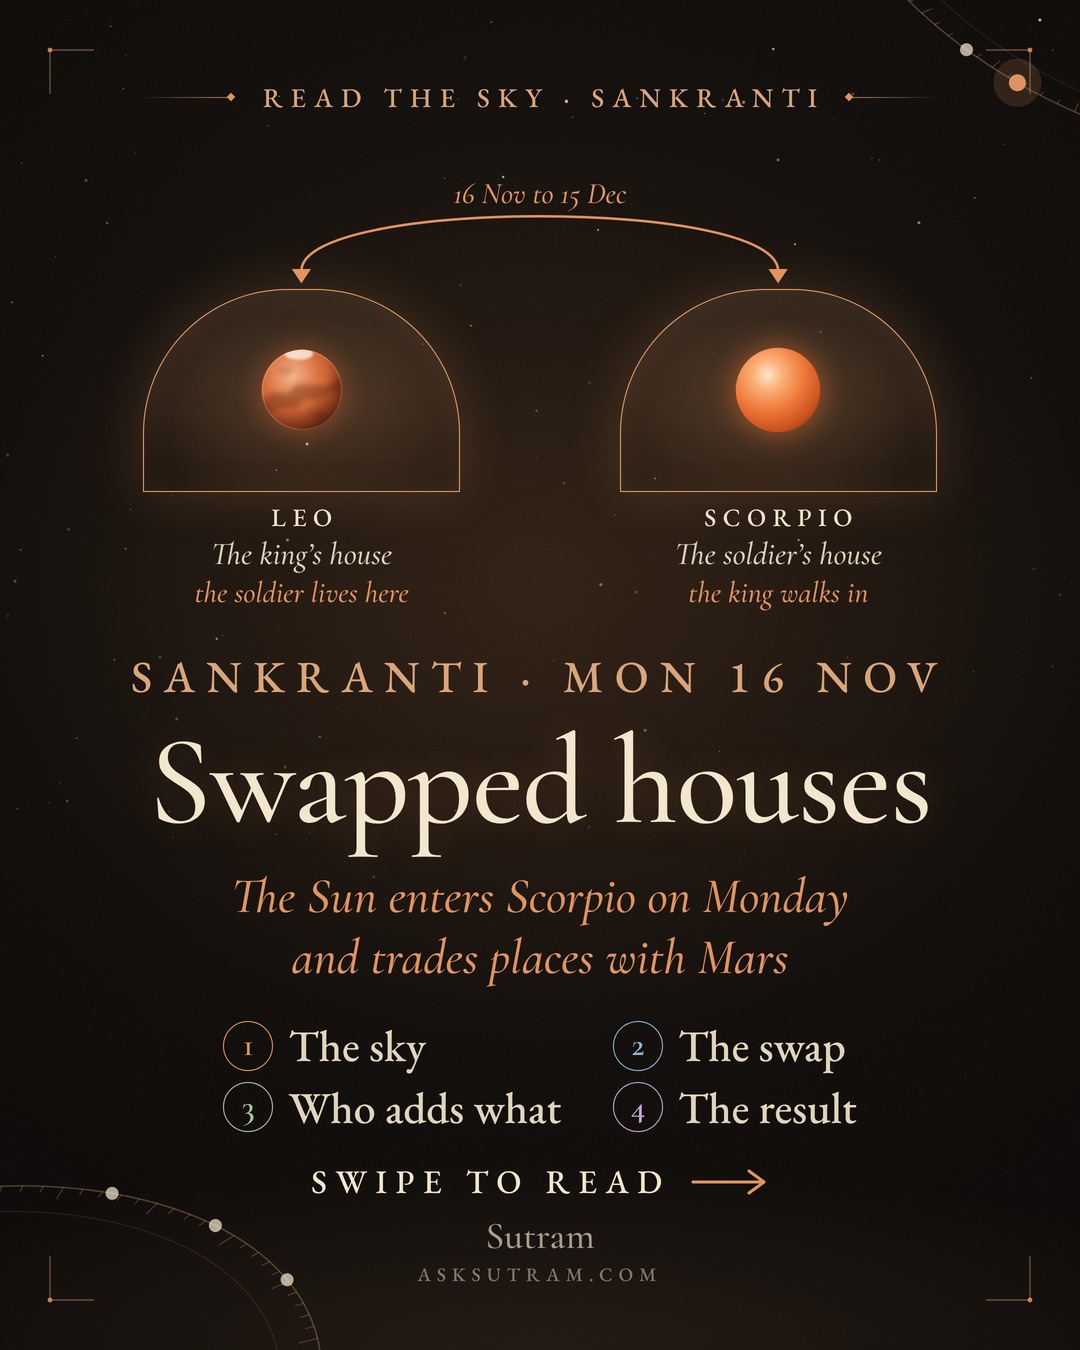 READ THE SKY · SANKRANTI
16 Nov to 15 Dec
LEO
The king's house
the soldier lives here
SCORPIO
The soldier's house
the king walks in
SANKRANTI · MON 16 NOV
Swapped houses
The Sun enters Scorpio on Monday
and trades places with Mars
1 The sky
2 The swap
3 Who adds what
4 The result
SWIPE TO READ
Sutram
ASKSUTRAM.COM